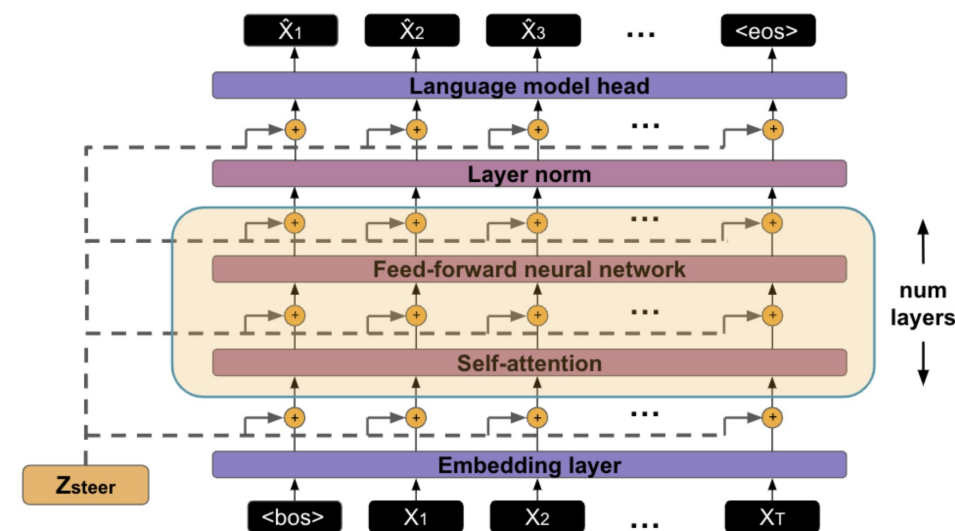 X̂1 X̂2 X̂3 ... <eos>
Language model head
+ + + ... +
Layer norm
+ + + ... +
Feed-forward neural network
num
layers
+ + + ... +
Self-attention
+ + + ... +
Embedding layer
Zsteer
<bos> X1 X2 ... XT